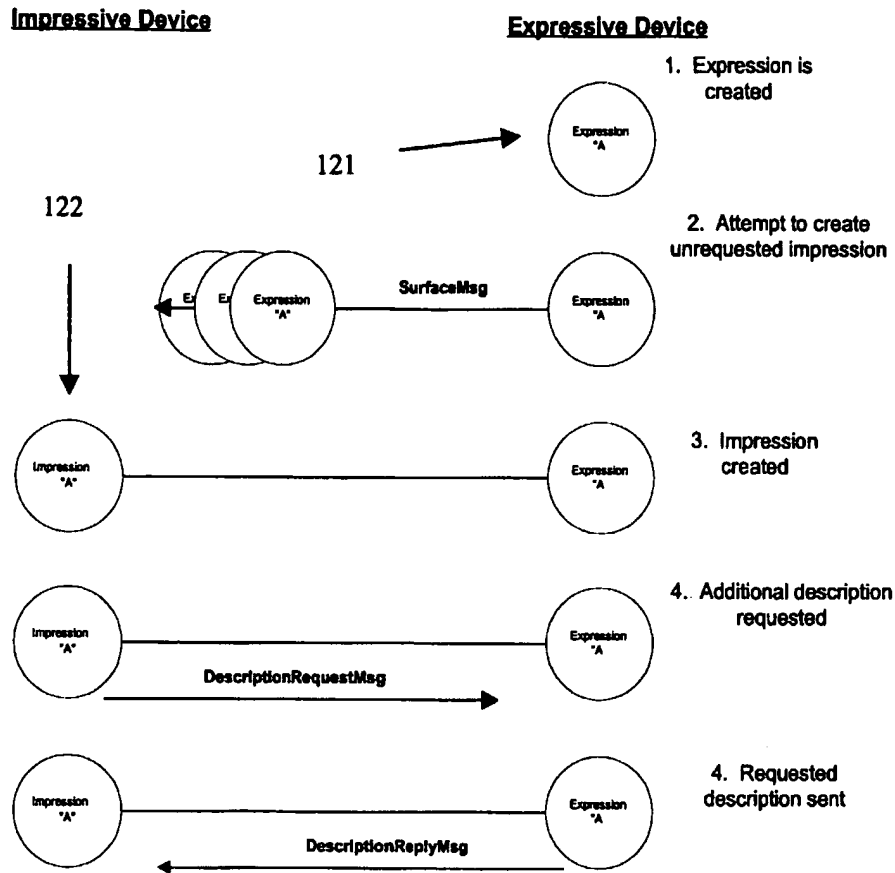 Impressive Device
Expressive Device
1. Expression is
created
Expression
"A
121
122
2. Attempt to create
unrequested impression
Ex
Ex
Expression
"A"
SurfaceMsg
Expression
"A
Impression
"A"
Expression
"A
3. Impression
created
Impression
"A"
Expression
"A
4. Additional description
requested
DescriptionRequestMsg
Impression
"A"
Expression
"A
4. Requested
description sent
DescriptionReplyMsg